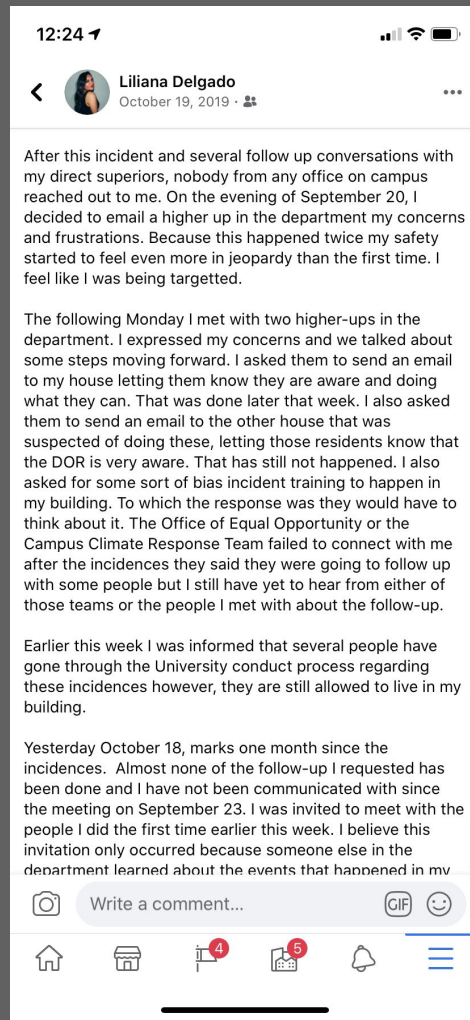 12:24
Liliana Delgado
October 19, 2019 ·
After this incident and several follow up conversations with
my direct superiors, nobody from any office on campus
reached out to me. On the evening of September 20, I
decided to email a higher up in the department my concerns
and frustrations. Because this happened twice my safety
started to feel even more in jeopardy than the first time. I
feel like I was being targetted.
The following Monday I met with two higher-ups in the
department. I expressed my concerns and we talked about
some steps moving forward. I asked them to send an email
to my house letting them know they are aware and doing
what they can. That was done later that week. I also asked
them to send an email to the other house that was
suspected of doing these, letting those residents know that
the DOR is very aware. That has still not happened. I also
asked for some sort of bias incident training to happen in
my building. To which the response was they would have to
think about it. The Office of Equal Opportunity or the
Campus Climate Response Team failed to connect with me
after the incidences they said they were going to follow up
with some people but I still have yet to hear from either of
those teams or the people I met with about the follow-up.
Earlier this week I was informed that several people have
gone through the University conduct process regarding
these incidences however, they are still allowed to live in my
building.
Yesterday October 18, marks one month since the
incidences.  Almost none of the follow-up I requested has
been done and I have not been communicated with since
the meeting on September 23. I was invited to meet with the
people I did the first time earlier this week. I believe this
invitation only occurred because someone else in the
department learned about the events that happened in my
Write a comment...
GIF
4
5